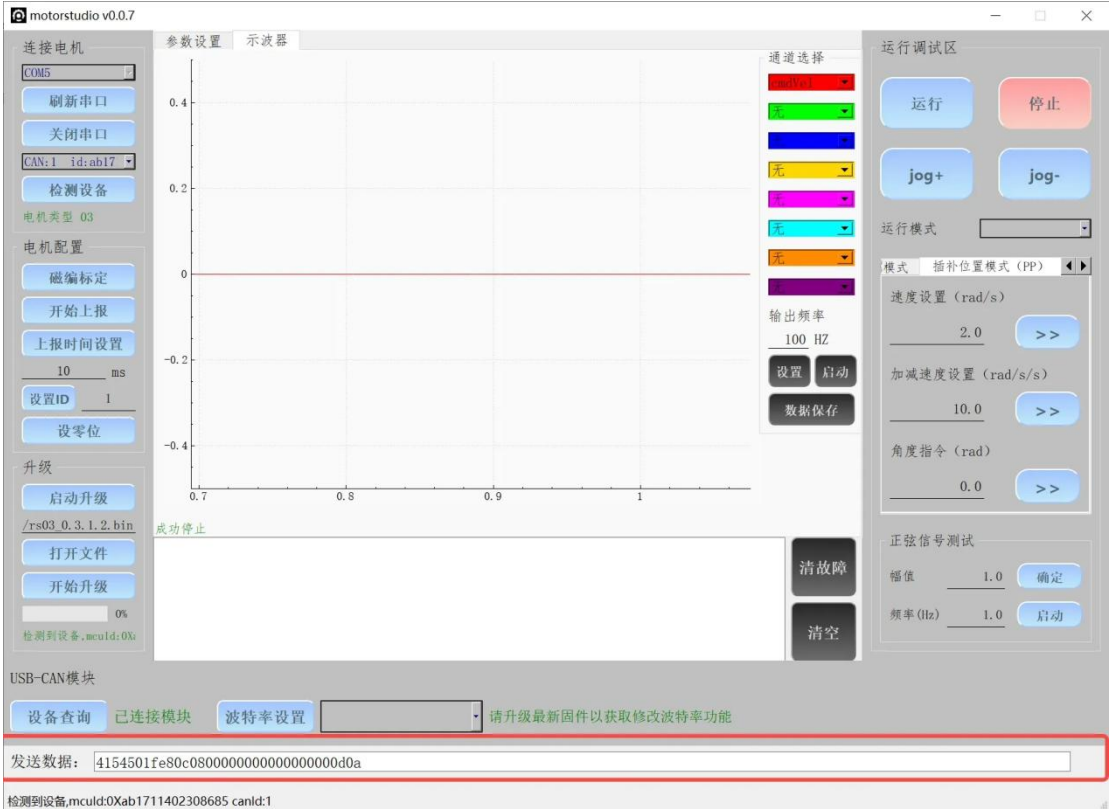 motorstudio v0.0.7
连接电机
COM5
刷新串口
关闭串口
CAN:1 id:ab17
检测设备
电机类型 03
电机配置
磁编标定
开始上报
上报时间设置
10 ms
设置ID 1
设零位
升级
启动升级
/rs03_0.3.1.2.bin
打开文件
开始升级
0%
检测到设备,mcuId:0X
参数设置 示波器
0.4
0.2
0
-0.2
-0.4
0.7 0.8 0.9 1
通道选择
cmdVel
无
无
无
无
无
输出频率
100 HZ
设置 启动
数据保存
成功停止
清故障
清空
运行调试区
运行 停止
jog+ jog-
运行模式
模式 插补位置模式 (PP)
速度设置 (rad/s)
2.0 >>
加减速度设置 (rad/s/s)
10.0 >>
角度指令 (rad)
0.0 >>
正弦信号测试
幅值 1.0 确定
频率(Hz) 1.0 启动
USB-CAN模块
设备查询 已连接模块 波特率设置 请升级最新固件以获取修改波特率功能
发送数据: 4154501fe80c0800000000000000000d0a
检测到设备,mcuId:0Xab1711402308685 canId:1